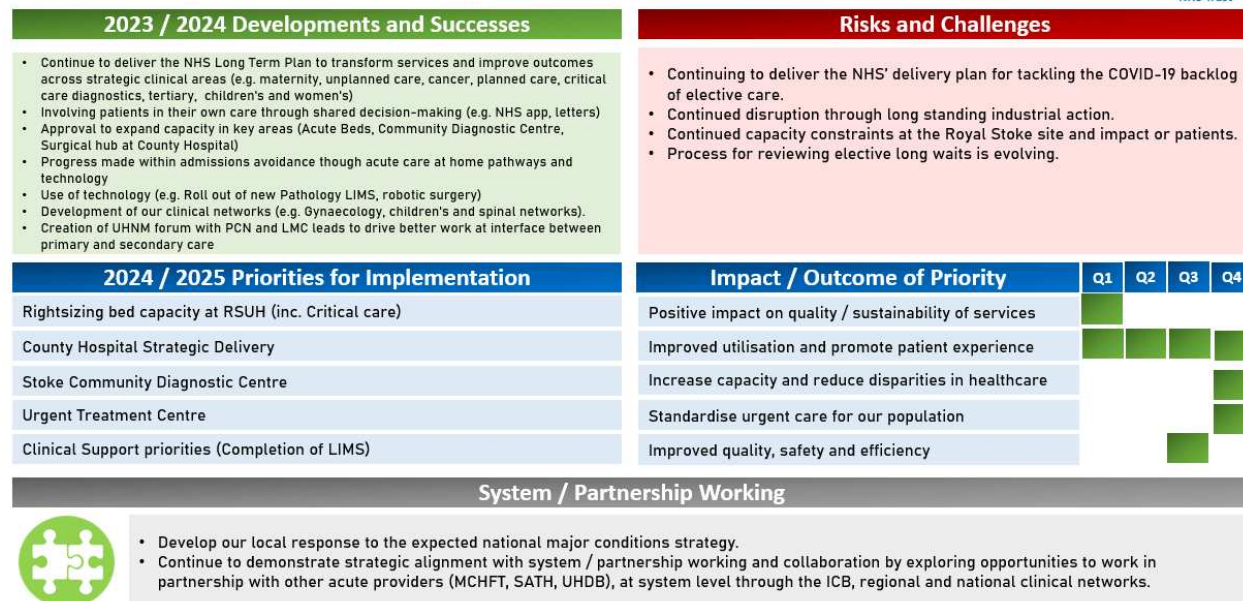 2023 / 2024 Developments and Successes
• Continue to deliver the NHS Long Term Plan to transform services and improve outcomes
across strategic clinical areas (e.g. maternity, unplanned care, cancer, planned care, critical
care diagnostics, tertiary, children's and women's)
• Involving patients in their own care through shared decision-making (e.g. NHS app, letters)
• Approval to expand capacity in key areas (Acute Beds, Community Diagnostic Centre,
Surgical hub at County Hospital)
• Progress made within admissions avoidance though acute care at home pathways and
technology
• Use of technology (e.g. Roll out of new Pathology LIMS, robotic surgery)
• Development of our clinical networks (e.g. Gynaecology, children's and spinal networks).
• Creation of UHNM forum with PCN and LMC leads to drive better work at interface between
primary and secondary care
Risks and Challenges
• Continuing to deliver the NHS' delivery plan for tackling the COVID-19 backlog
of elective care.
• Continued disruption through long standing industrial action.
• Continued capacity constraints at the Royal Stoke site and impact or patients.
• Process for reviewing elective long waits is evolving.
2024 / 2025 Priorities for Implementation
Rightsizing bed capacity at RSUH (inc. Critical care)
County Hospital Strategic Delivery
Stoke Community Diagnostic Centre
Urgent Treatment Centre
Clinical Support priorities (Completion of LIMS)
Impact / Outcome of Priority Q1 Q2 Q3 Q4
Positive impact on quality / sustainability of services
Improved utilisation and promote patient experience
Increase capacity and reduce disparities in healthcare
Standardise urgent care for our population
Improved quality, safety and efficiency
System / Partnership Working
• Develop our local response to the expected national major conditions strategy.
• Continue to demonstrate strategic alignment with system / partnership working and collaboration by exploring opportunities to work in
partnership with other acute providers (MCHFT, SATH, UHDB), at system level through the ICB, regional and national clinical networks.